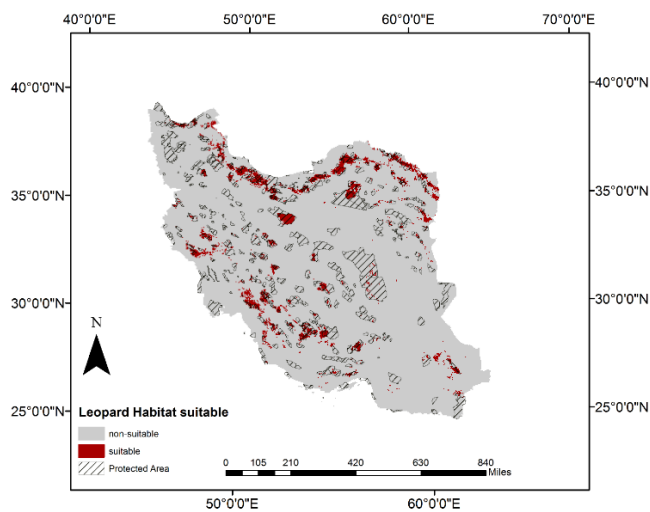 40°0'0"E 50°0'0"E 60°0'0"E 70°0'0"E
40°0'0"N 40°0'0"N
35°0'0"N 35°0'0"N
30°0'0"N 30°0'0"N
N
25°0'0"N 25°0'0"N
Leopard Habitat suitable
non-suitable
suitable
Protected Area
0 105 210 420 630 840
Miles
50°0'0"E 60°0'0"E